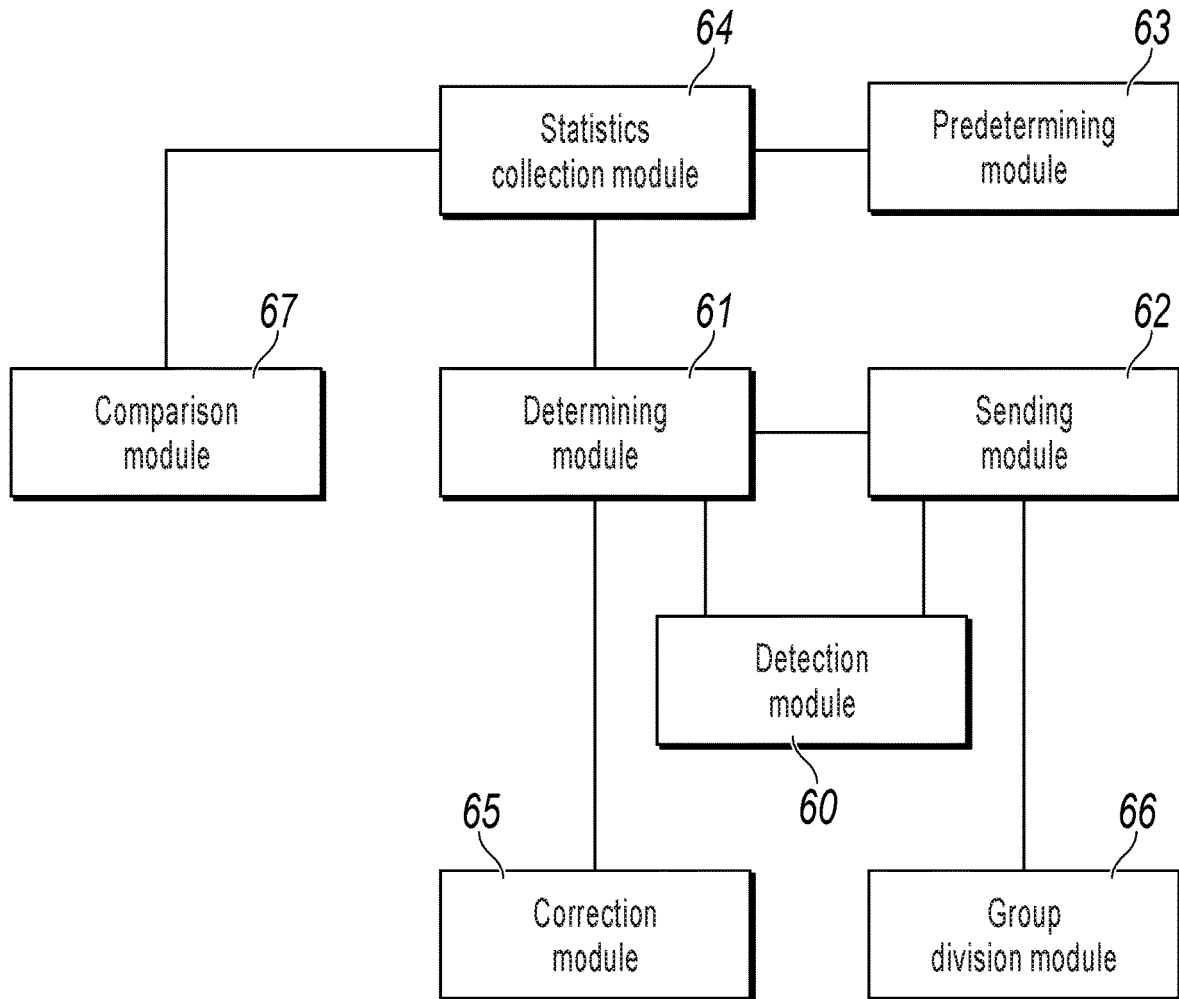 64
63
Statistics
collection module
Predetermining
module
67
61
62
Comparison
module
Determining
module
Sending
module
Detection
module
60
65
66
Correction
module
Group
division module